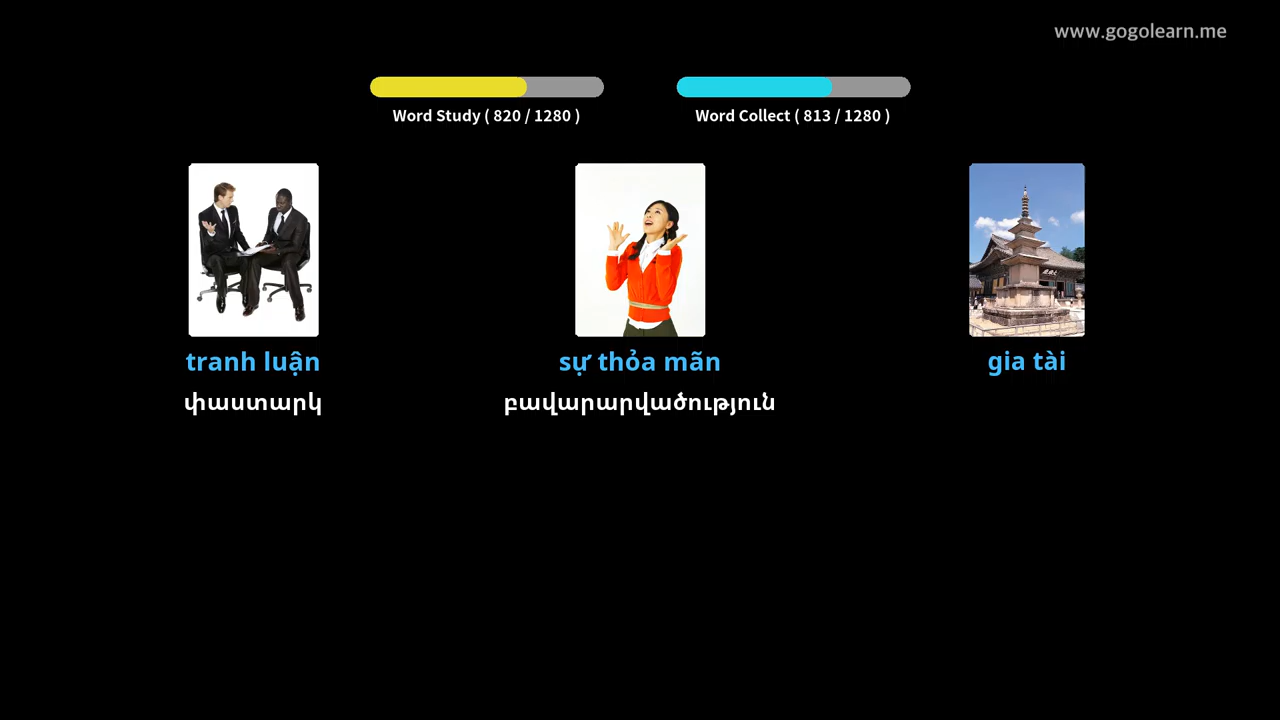 www.gogolearn.me
Word Study ( 820 / 1280 )
Word Collect ( 813 / 1280 )
tranh luận
փաստարկ
sự thỏa mãn
բավարարվածություն
gia tài